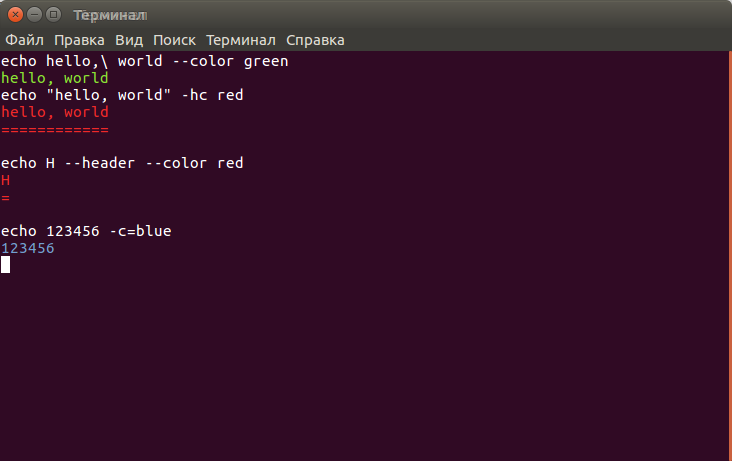 Терминал
Файл Правка Вид Поиск Терминал Справка
echo hello,\ world --color green
hello, world
echo "hello, world" -hc red
hello, world
============
echo H --header --color red
H
=
echo 123456 -c=blue
123456